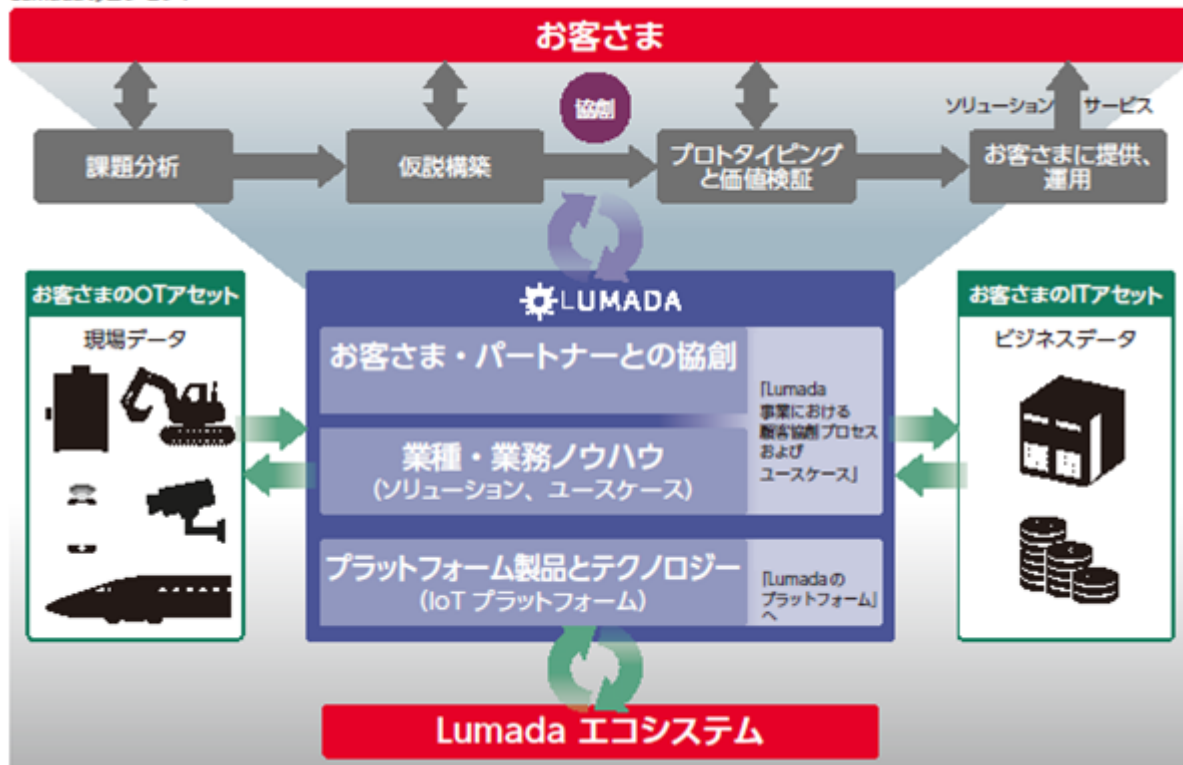 お客さま
協創
ソリューション
サービス
課題分析
仮説構築
プロトタイピング
と価値検証
お客さまに提供、
運用
お客さまのOTアセット
現場データ
LUMADA
お客さま・パートナーとの協創
業種・業務ノウハウ
(ソリューション、ユースケース)
「Lumada
事業における
顧客協創プロセス
および
ユースケース」
プラットフォーム製品とテクノロジー
(IoT プラットフォーム)
「Lumadaの
プラットフォーム」
へ
お客さまのITアセット
ビジネスデータ
Lumada エコシステム